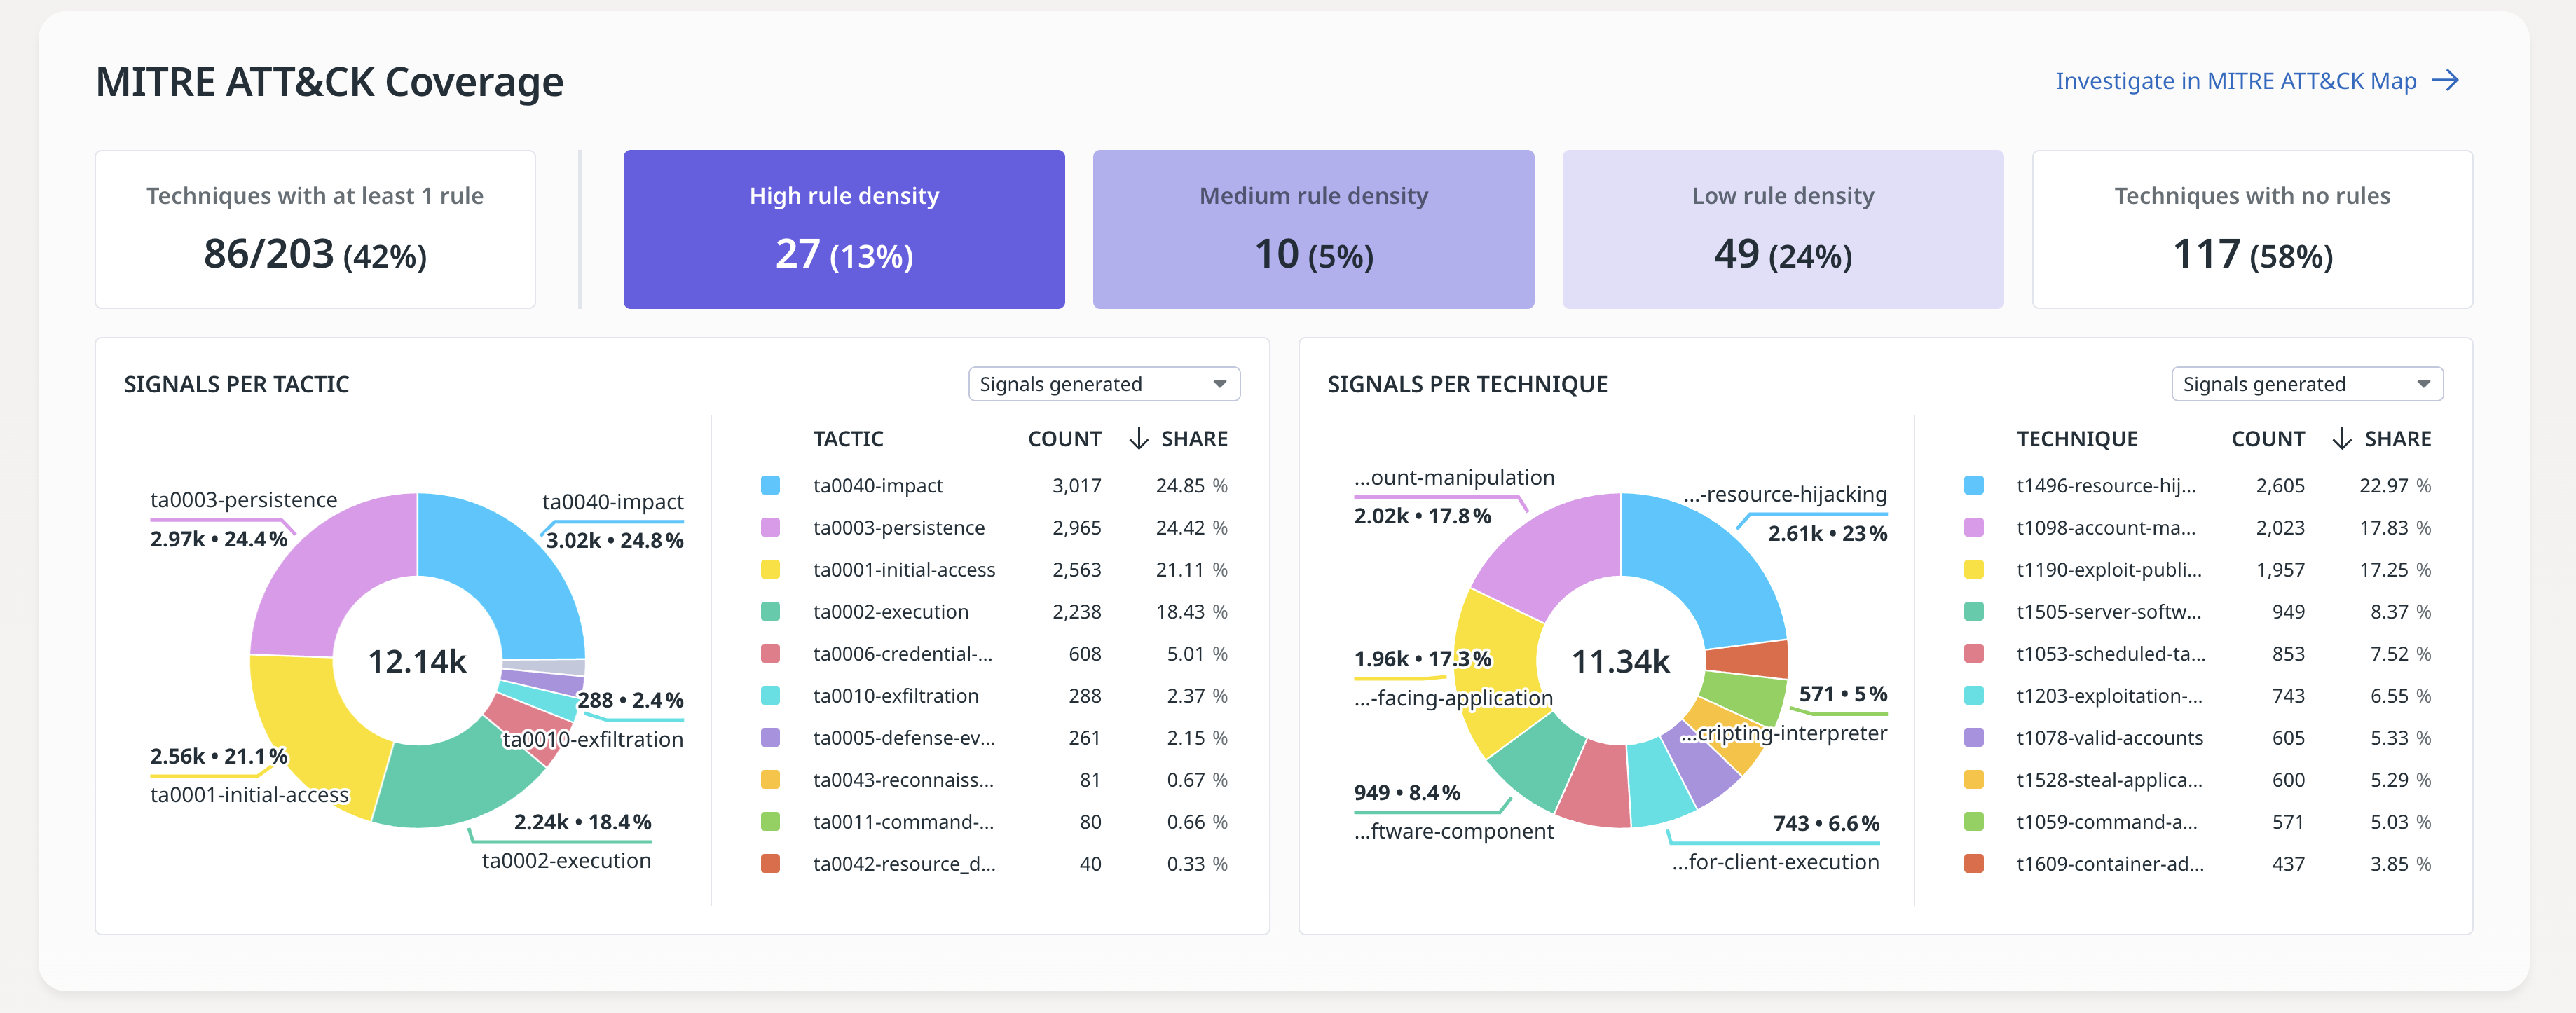 MITRE ATT&CK Coverage
Investigate in MITRE ATT&CK Map
Techniques with at least 1 rule
86/203 (42%)
High rule density
27 (13%)
Medium rule density
10 (5%)
Low rule density
49 (24%)
Techniques with no rules
117 (58%)
SIGNALS PER TACTIC
Signals generated
ta0003-persistence
2.97k • 24.4%
ta0040-impact
3.02k • 24.8%
12.14k
288 • 2.4%
ta0010-exfiltration
2.56k • 21.1%
ta0001-initial-access
2.24k • 18.4%
ta0002-execution
TACTIC COUNT SHARE
ta0040-impact 3,017 24.85 %
ta0003-persistence 2,965 24.42 %
ta0001-initial-access 2,563 21.11 %
ta0002-execution 2,238 18.43 %
ta0006-credential-... 608 5.01 %
ta0010-exfiltration 288 2.37 %
ta0005-defense-ev... 261 2.15 %
ta0043-reconnaiss... 81 0.67 %
ta0011-command-... 80 0.66 %
ta0042-resource_d... 40 0.33 %
SIGNALS PER TECHNIQUE
Signals generated
...ount-manipulation
2.02k • 17.8%
...-resource-hijacking
2.61k • 23%
1.96k • 17.3%
...-facing-application
11.34k
571 • 5%
...cripting-interpreter
949 • 8.4%
...ftware-component
743 • 6.6%
...for-client-execution
TECHNIQUE COUNT SHARE
t1496-resource-hij... 2,605 22.97 %
t1098-account-ma... 2,023 17.83 %
t1190-exploit-publi... 1,957 17.25 %
t1505-server-softw... 949 8.37 %
t1053-scheduled-ta... 853 7.52 %
t1203-exploitation-... 743 6.55 %
t1078-valid-accounts 605 5.33 %
t1528-steal-applica... 600 5.29 %
t1059-command-a... 571 5.03 %
t1609-container-ad... 437 3.85 %